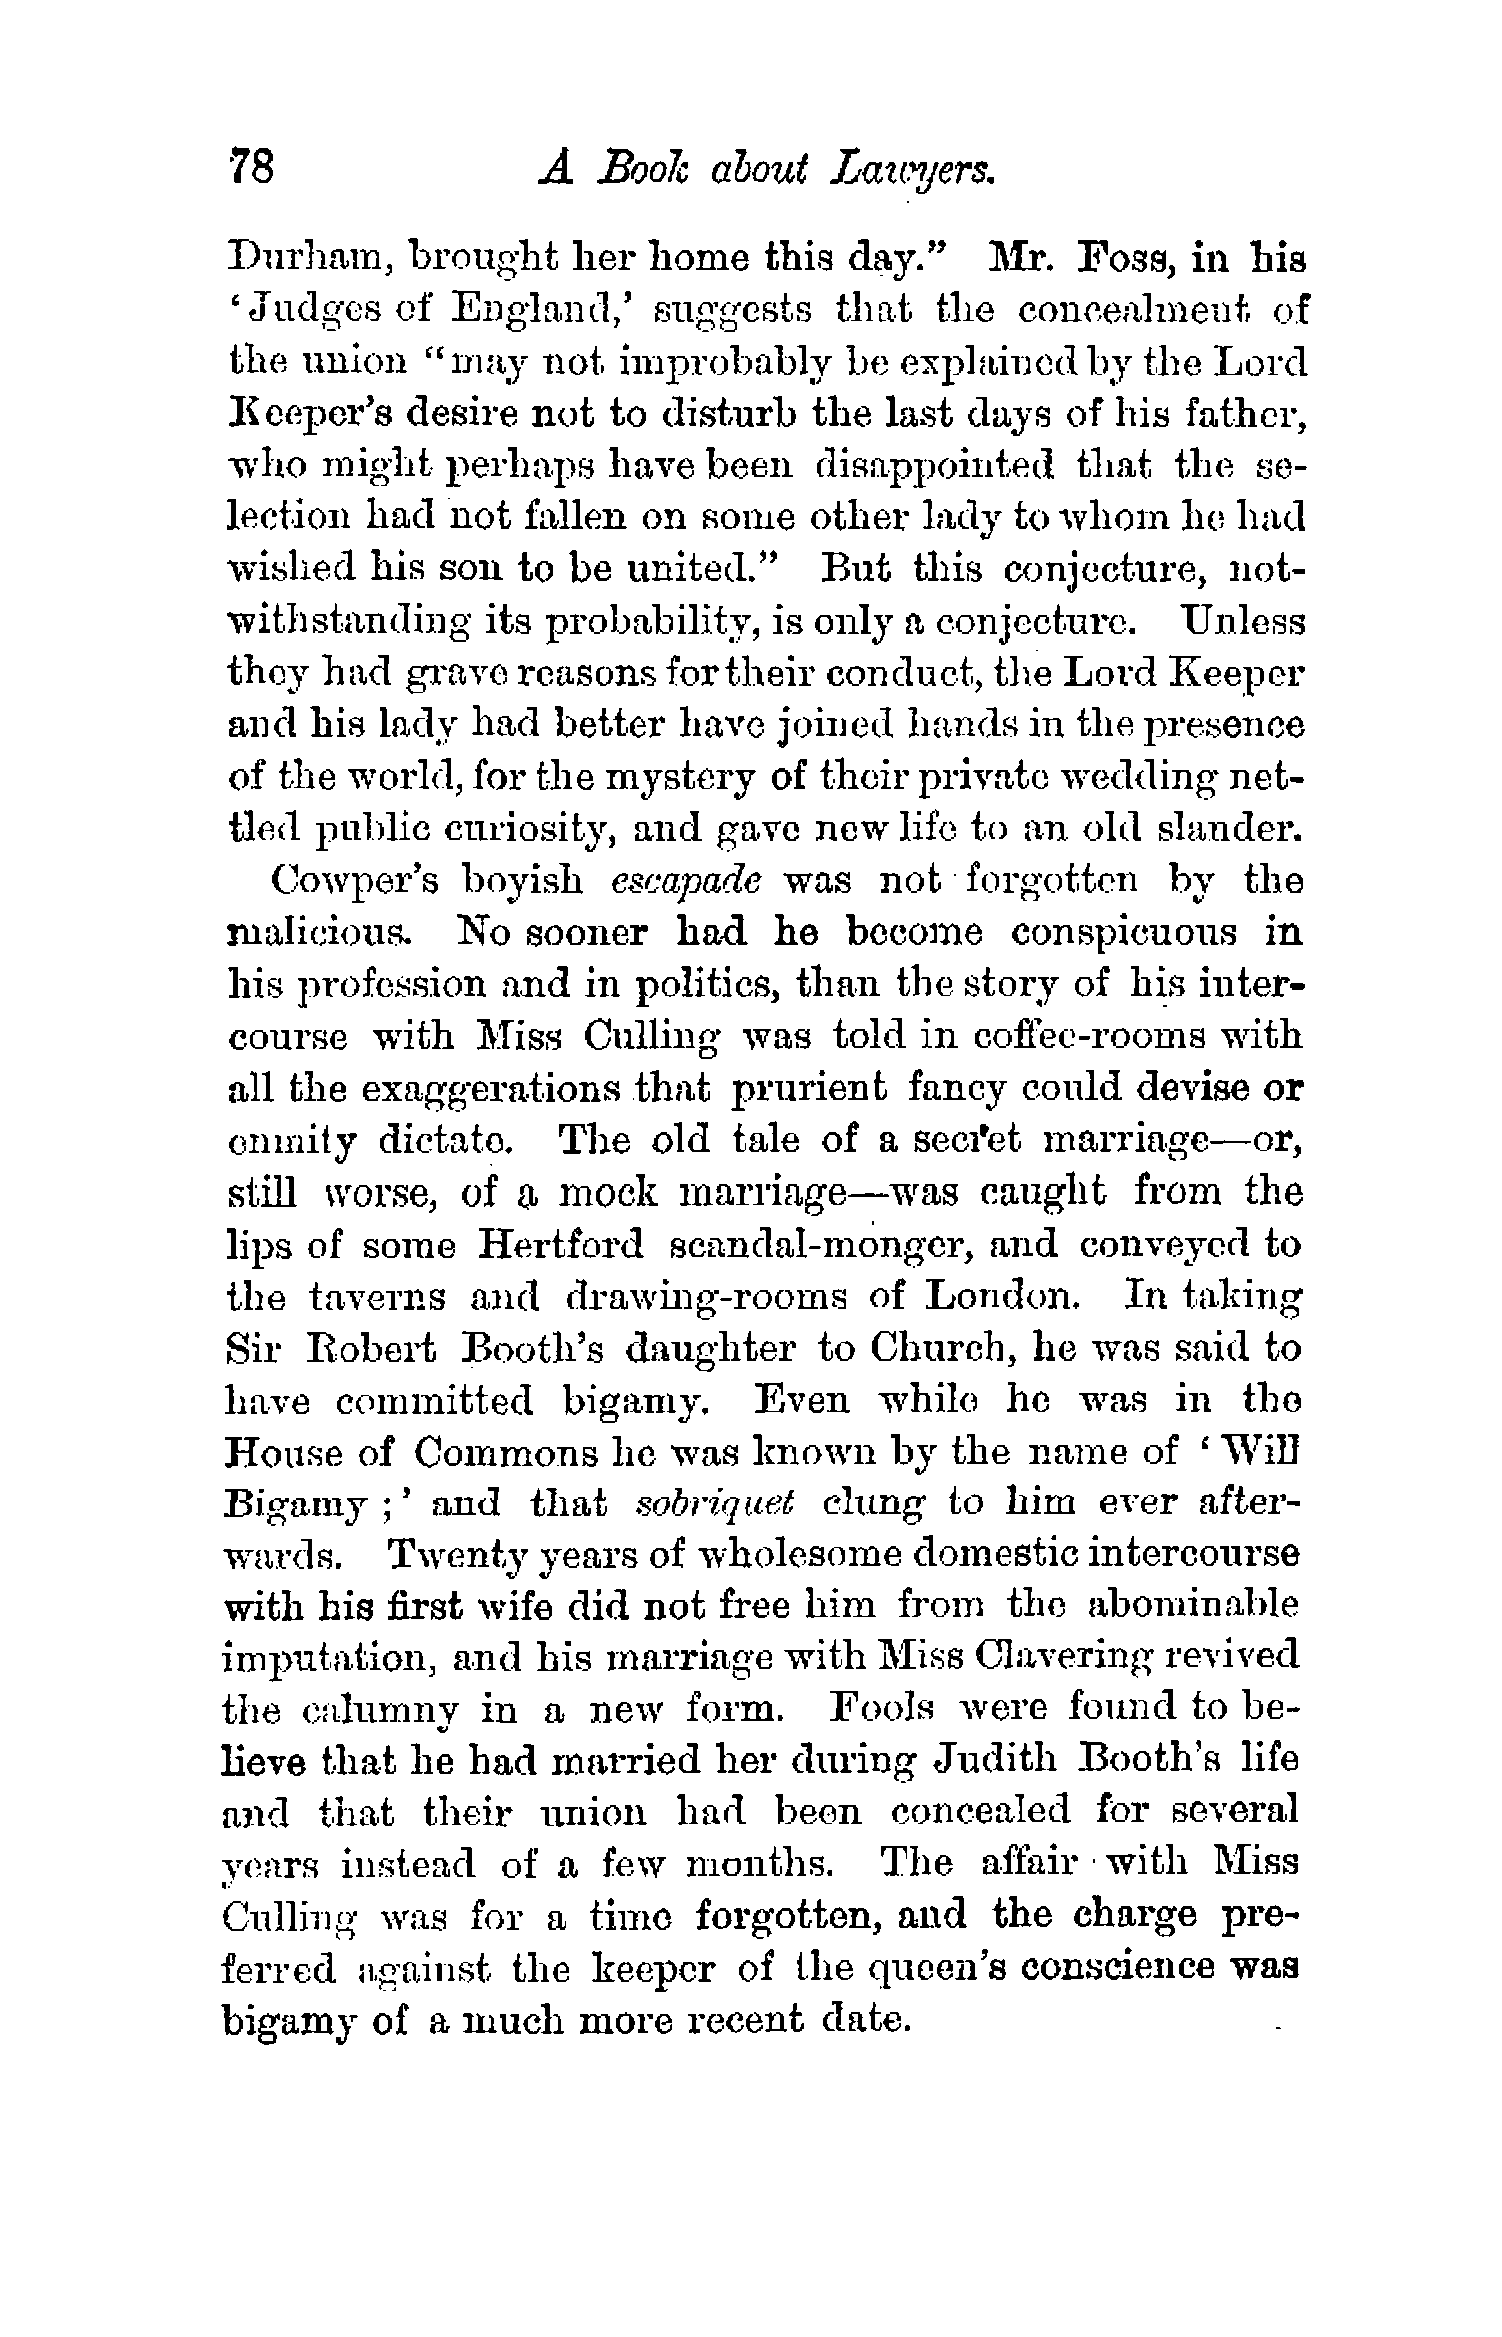 78 A Book about Lawyers.
Durham, brought her home this day." Mr. Foss, in his
'Judges of England,' suggests that the concealment of
the union "may not improbably be explained by the Lord
Keeper's desire not to disturb the last days of his father,
who might perhaps have been disappointed that the se-
lection had not fallen on some other lady to whom he had
wished his son to be united." But this conjecture, not-
withstanding its probability, is only a conjecture. Unless
they had grave reasons for their conduct, the Lord Keeper
and his lady had better have joined hands in the presence
of the world, for the mystery of their private wedding net-
tled public curiosity, and gave new life to an old slander.
Cowper's boyish escapade was not forgotten by the
malicious. No sooner had he become conspicuous in
his profession and in politics, than the story of his inter-
course with Miss Culling was told in coffee-rooms with
all the exaggerations that prurient fancy could devise or
enmity dictate. The old tale of a secret marriage—or,
still worse, of a mock marriage—was caught from the
lips of some Hertford scandal-monger, and conveyed to
the taverns and drawing-rooms of London. In taking
Sir Robert Booth's daughter to Church, he was said to
have committed bigamy. Even while he was in the
House of Commons he was known by the name of 'Will
Bigamy;' and that sobriquet clung to him ever after-
wards. Twenty years of wholesome domestic intercourse
with his first wife did not free him from the abominable
imputation, and his marriage with Miss Clavering revived
the calumny in a new form. Fools were found to be-
lieve that he had married her during Judith Booth's life
and that their union had been concealed for several
years instead of a few months. The affair with Miss
Culling was for a time forgotten, and the charge pre-
ferred against the keeper of the queen's conscience was
bigamy of a much more recent date.